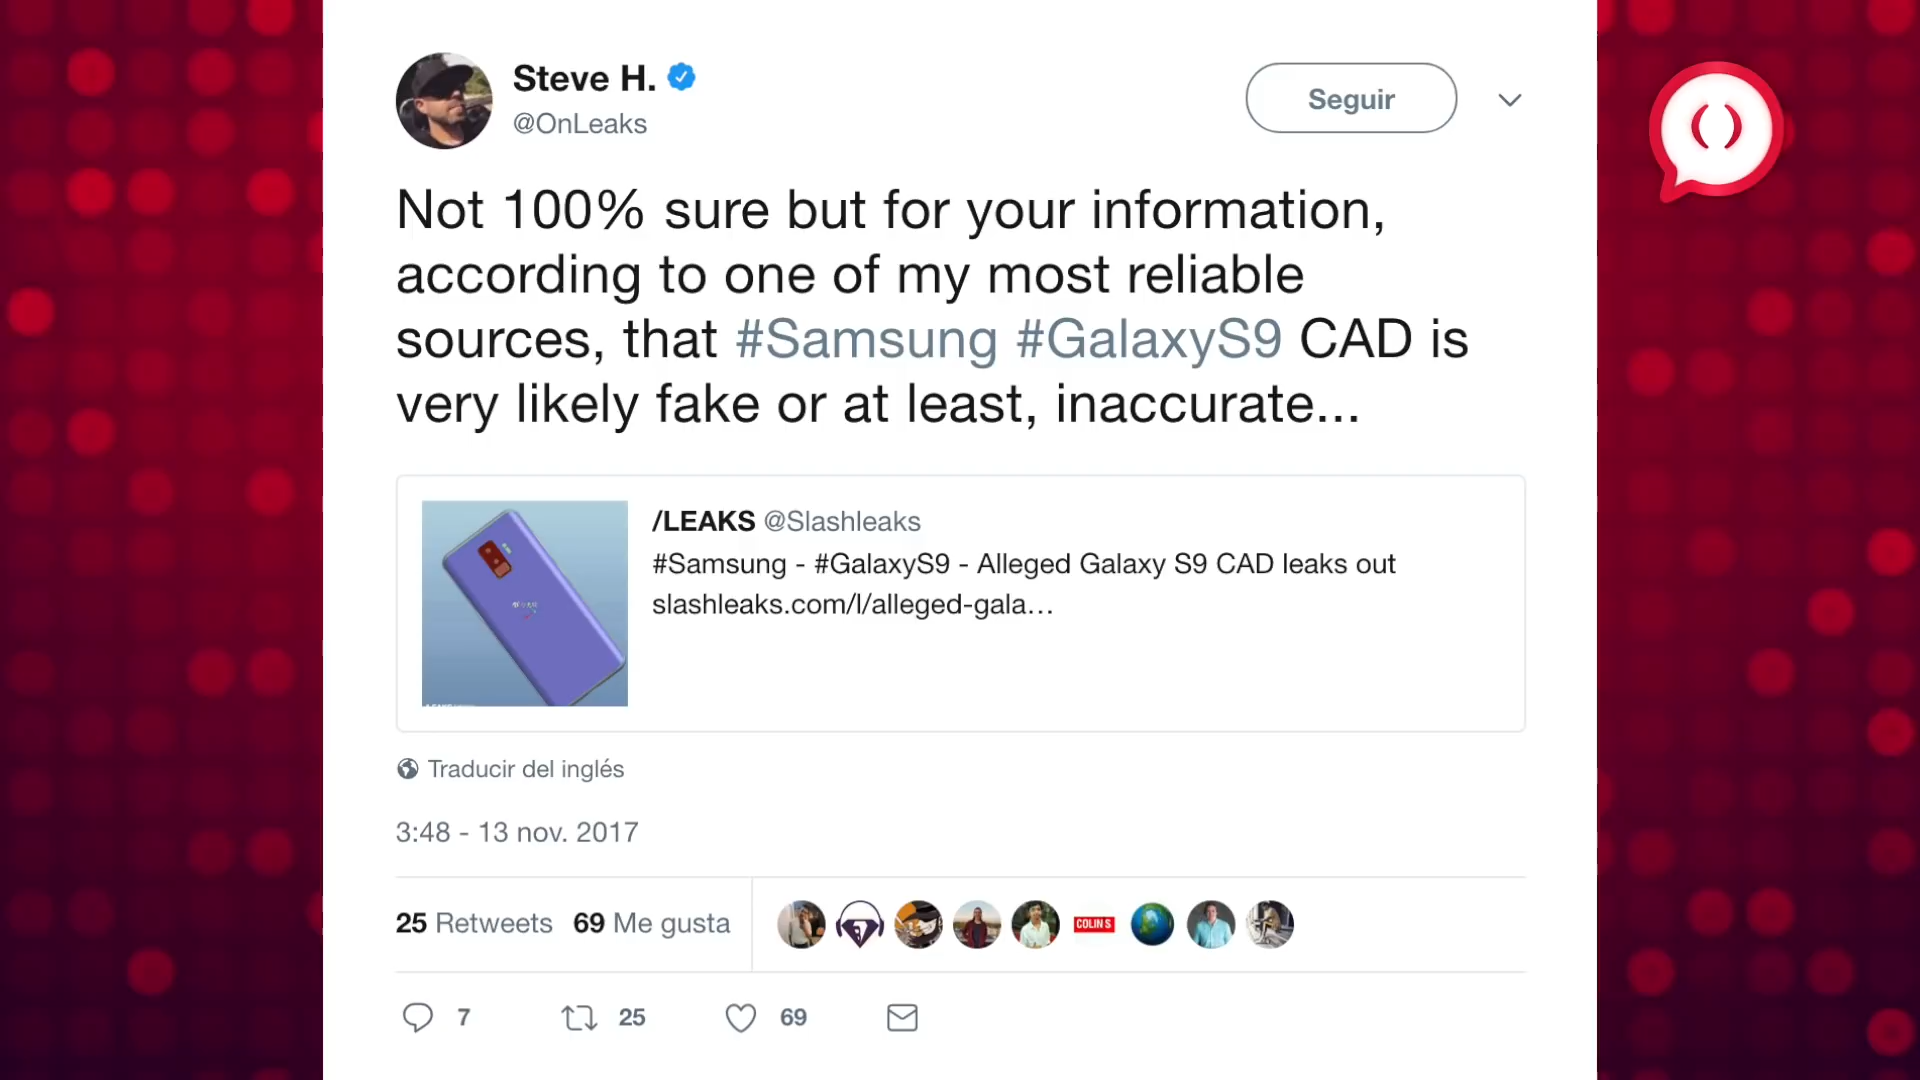 Steve H.
@OnLeaks
Seguir
Not 100% sure but for your information,
according to one of my most reliable
sources, that #Samsung #GalaxyS9 CAD is
very likely fake or at least, inaccurate...
/LEAKS @Slashleaks
#Samsung - #GalaxyS9 - Alleged Galaxy S9 CAD leaks out
slashleaks.com/l/alleged-gala…
Traducir del inglés
3:48 - 13 nov. 2017
25 Retweets 69 Me gusta
COLIN S
7 25 69